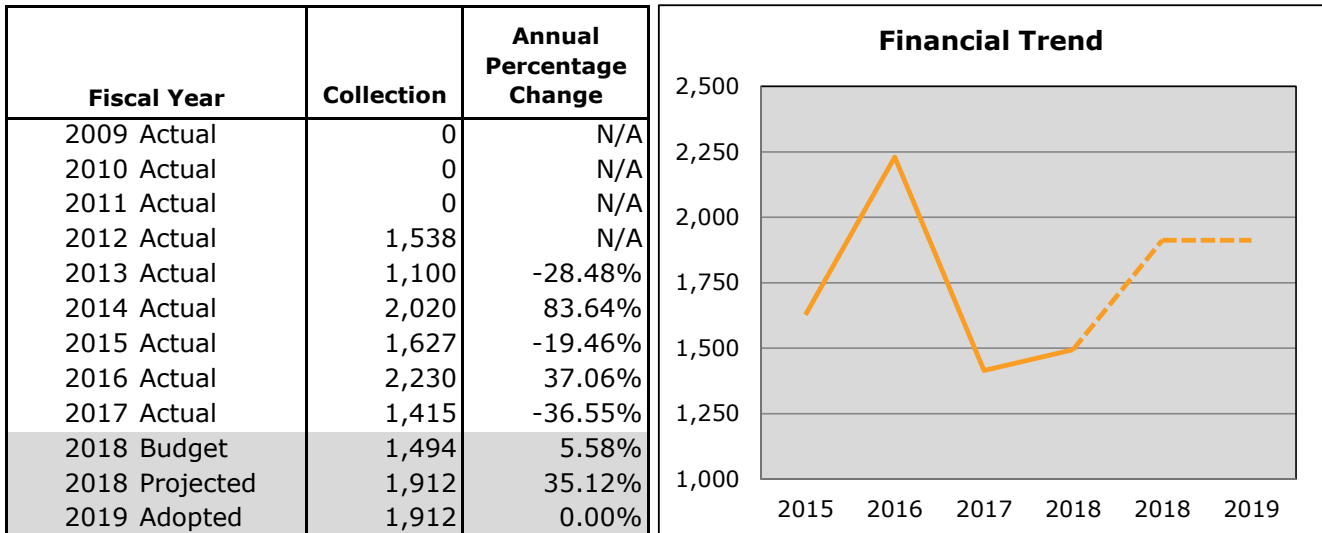 Fiscal Year Collection Annual Percentage Change
2009 Actual 0 N/A
2010 Actual 0 N/A
2011 Actual 0 N/A
2012 Actual 1,538 N/A
2013 Actual 1,100 -28.48%
2014 Actual 2,020 83.64%
2015 Actual 1,627 -19.46%
2016 Actual 2,230 37.06%
2017 Actual 1,415 -36.55%
2018 Budget 1,494 5.58%
2018 Projected 1,912 35.12%
2019 Adopted 1,912 0.00%
Financial Trend
2,500
2,250
2,000
1,750
1,500
1,250
1,000
2015 2016 2017 2018 2018 2019